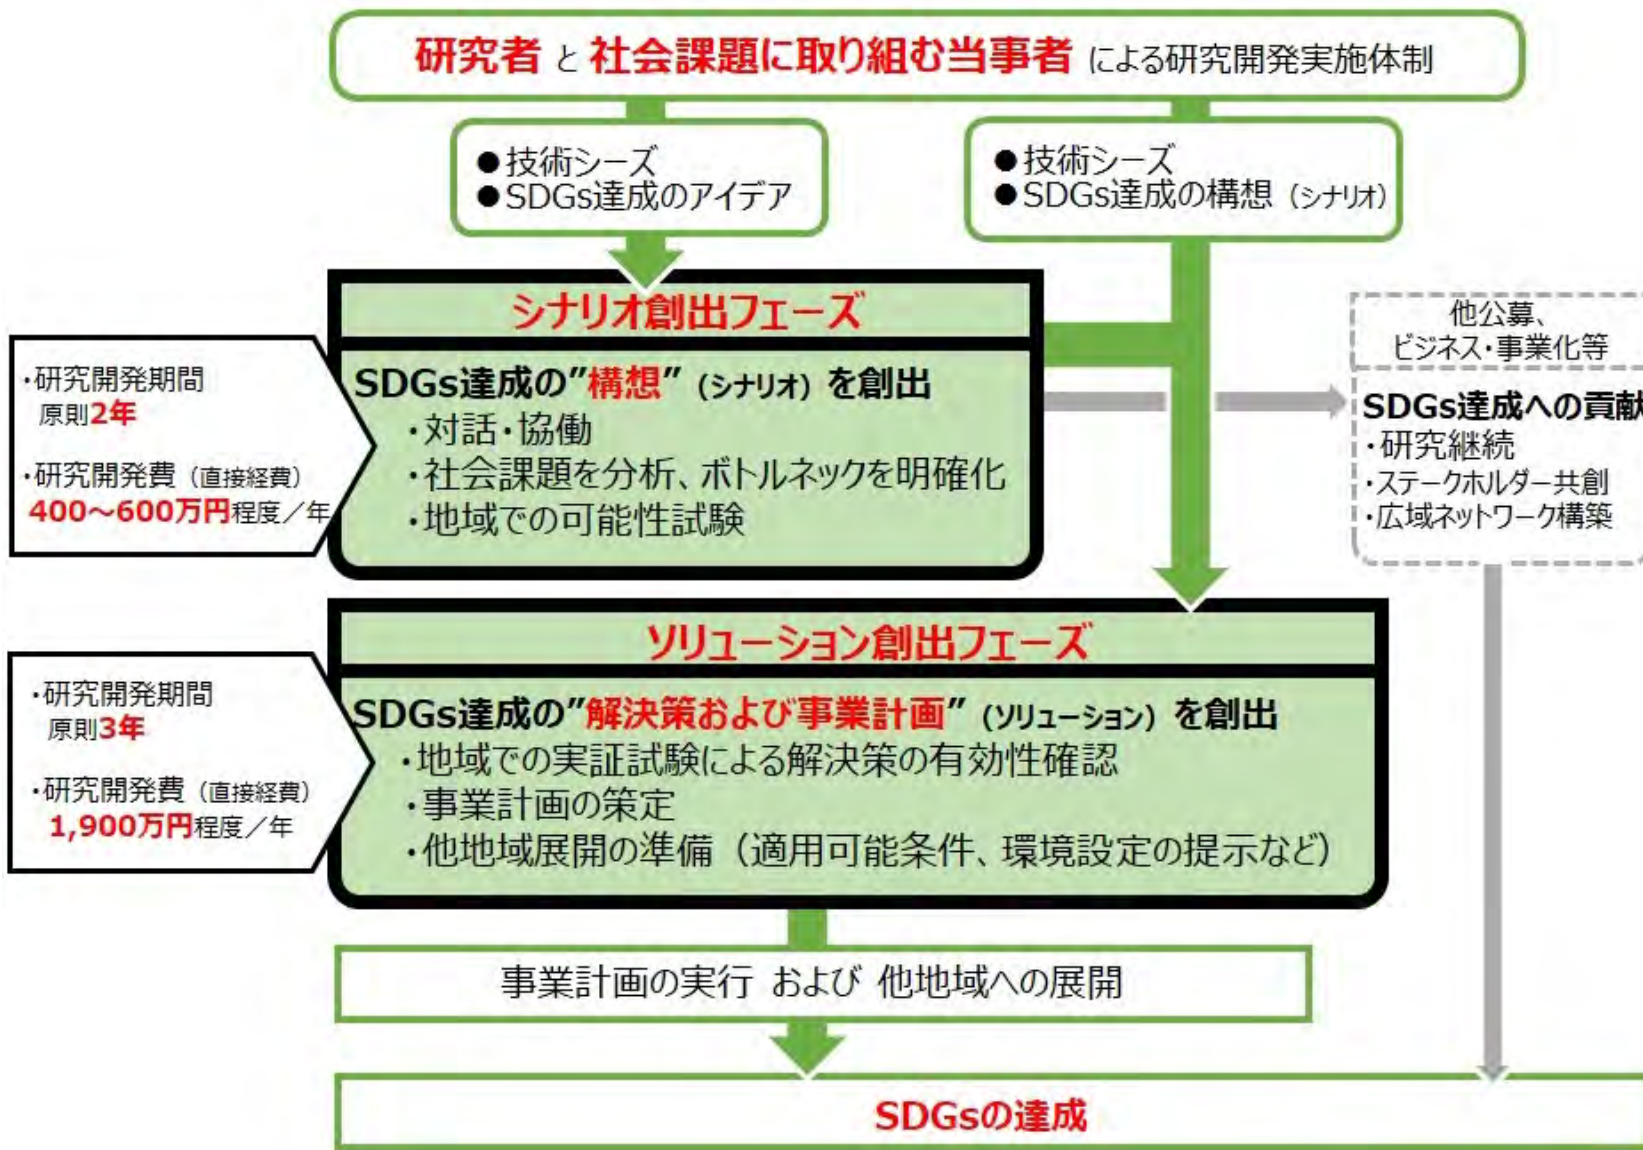 研究者 と 社会課題に取り組む当事者 による研究開発実施体制
●技術シーズ
●SDGs達成のアイデア
●技術シーズ
●SDGs達成の構想（シナリオ）
シナリオ創出フェーズ
SDGs達成の”構想”（シナリオ）を創出
・対話・協働
・社会課題を分析、ボトルネックを明確化
・地域での可能性試験
・研究開発期間
原則2年
・研究開発費（直接経費）
400～600万円程度／年
他公募、
ビジネス・事業化等
SDGs達成への貢献
・研究継続
・ステークホルダー共創
・広域ネットワーク構築
ソリューション創出フェーズ
SDGs達成の”解決策および事業計画”（ソリューション）を創出
・地域での実証試験による解決策の有効性確認
・事業計画の策定
・他地域展開の準備（適用可能条件、環境設定の提示など）
・研究開発期間
原則3年
・研究開発費（直接経費）
1,900万円程度／年
事業計画の実行 および 他地域への展開
SDGsの達成